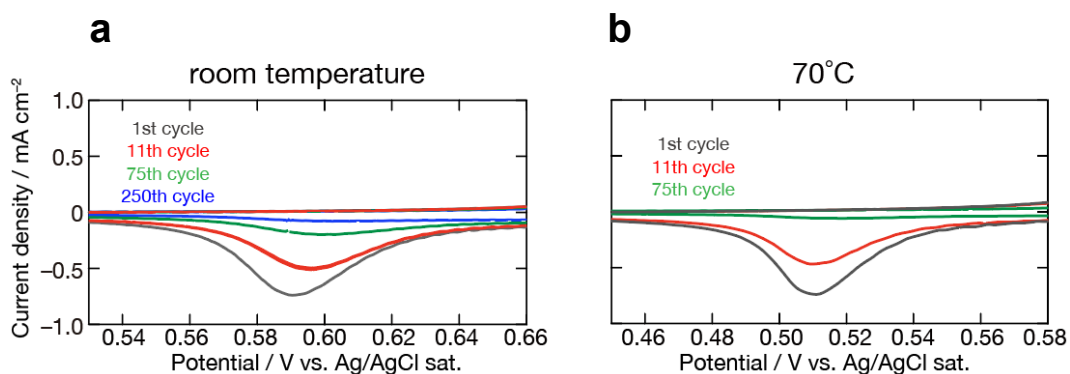 a
room temperature
1.0
0.5
0
−0.5
−1.0
Current density / mA cm⁻²
1st cycle
11th cycle
75th cycle
250th cycle
0.54 0.56 0.58 0.60 0.62 0.64 0.66
Potential / V vs. Ag/AgCl sat.
b
70°C
1st cycle
11th cycle
75th cycle
0.46 0.48 0.50 0.52 0.54 0.56 0.58
Potential / V vs. Ag/AgCl sat.